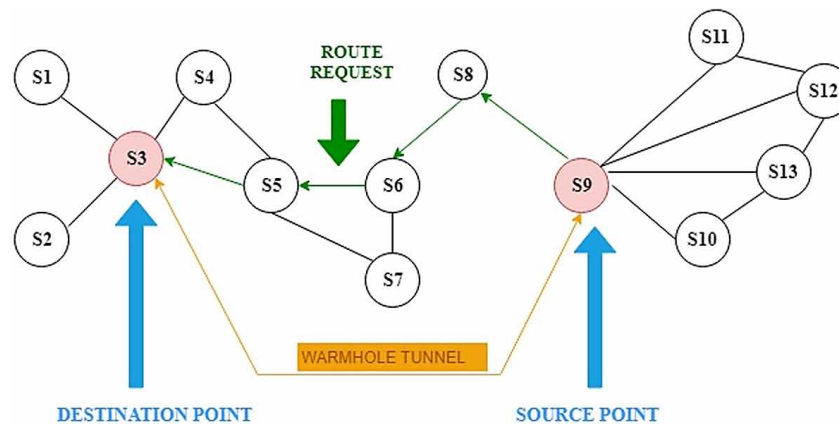 S11
ROUTE
REQUEST
S1
S4
S8
S12
S3
S5
S6
S9
S13
S2
S10
S7
WARMHOLE TUNNEL
DESTINATION POINT
SOURCE POINT